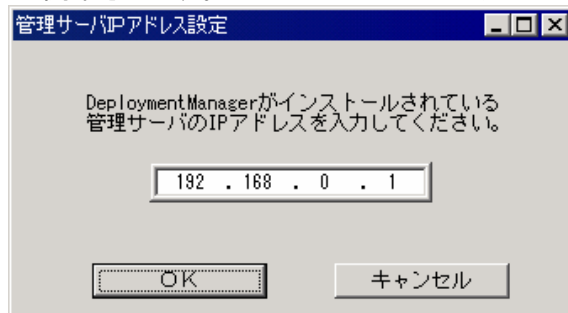 管理サーバIPアドレス設定
DeploymentManagerがインストールされている
管理サーバのIPアドレスを入力してください。
192 . 168 . 0 . 1
OK
キャンセル